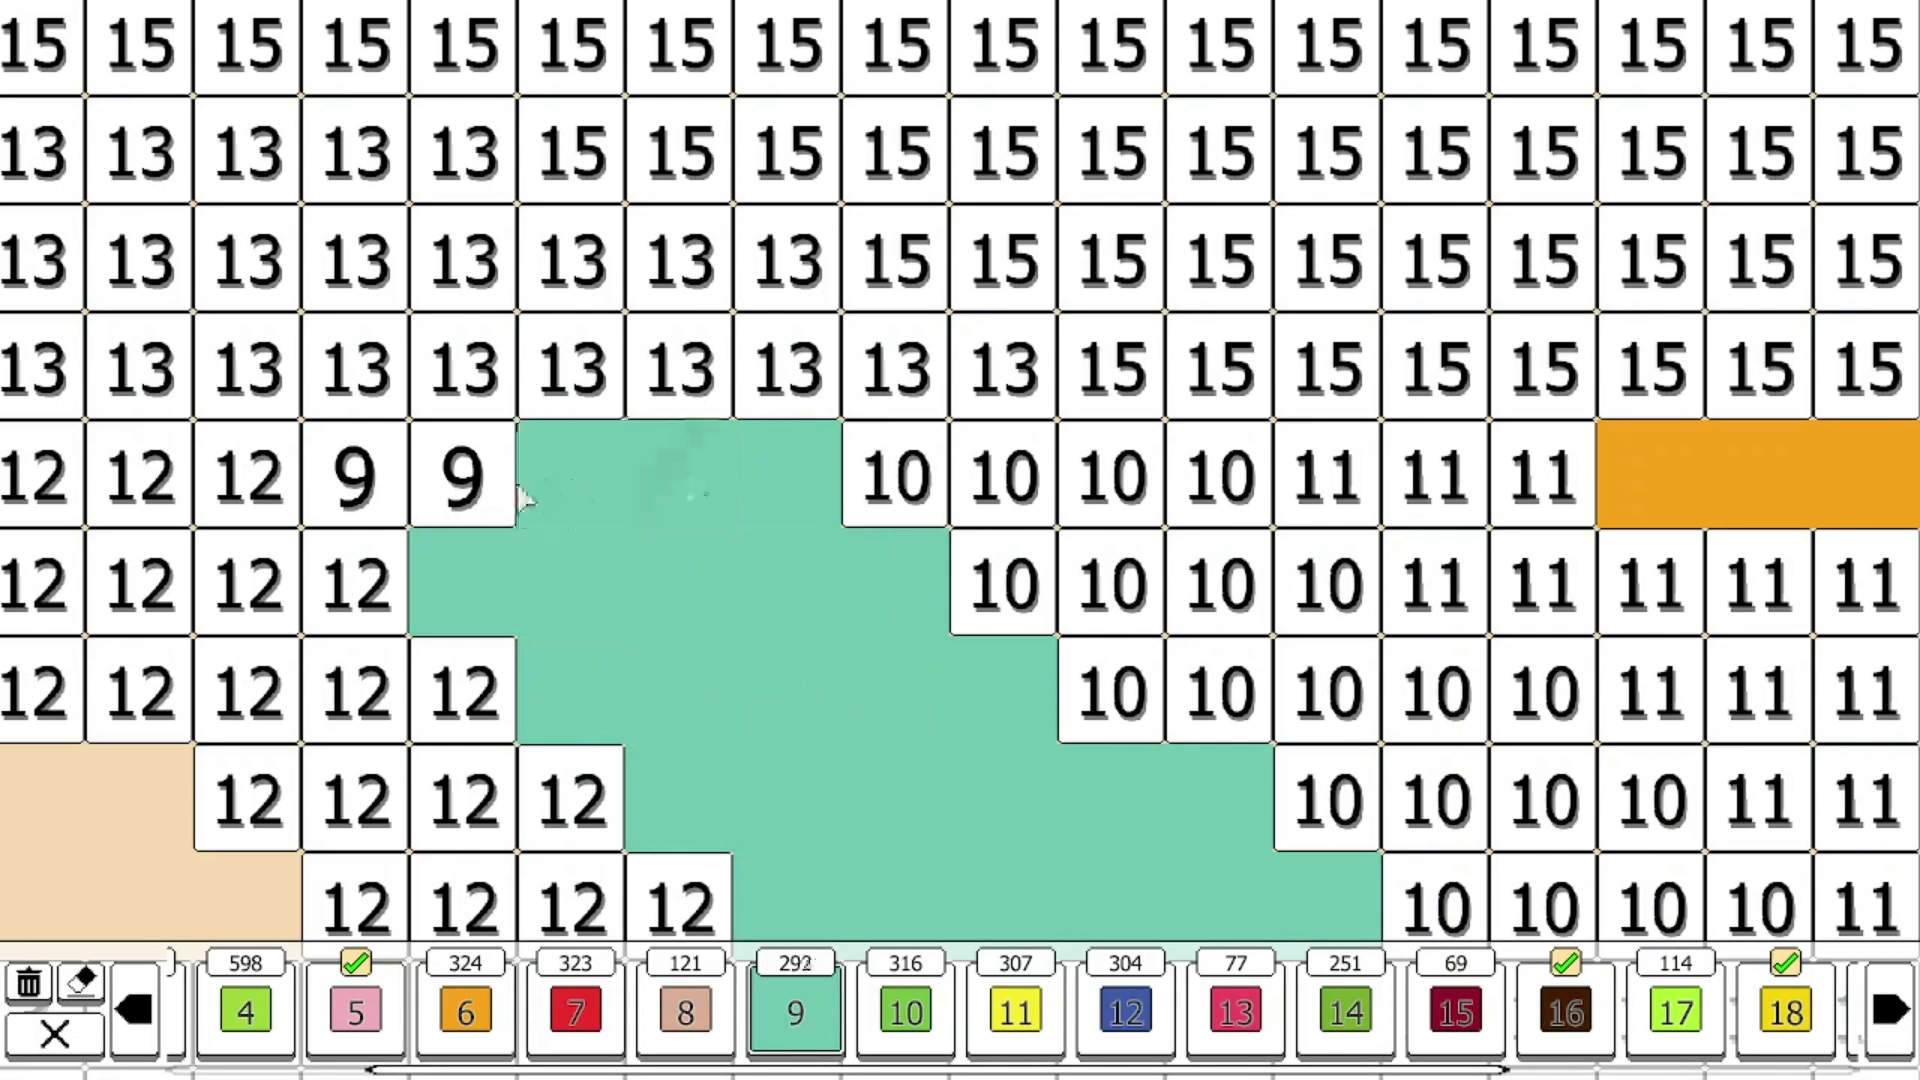 15 15 15 15 15 15 15 15 15 15 15 15 15 15 15 15 15 15
13 13 13 13 13 15 15 15 15 15 15 15 15 15 15 15 15 15
13 13 13 13 13 13 13 13 15 15 15 15 15 15 15 15 15 15
13 13 13 13 13 13 13 13 13 13 15 15 15 15 15 15 15 15
12 12 12 9 9 10 10 10 10 11 11 11
12 12 12 12 10 10 10 10 11 11 11 11 11
12 12 12 12 12 10 10 10 10 10 11 11 11
12 12 12 12 10 10 10 10 11 11
12 12 12 12 10 10 10 10 11
598 324 323 121 292 316 307 304 77 251 69 114
4 5 6 7 8 9 10 11 12 13 14 15 16 17 18